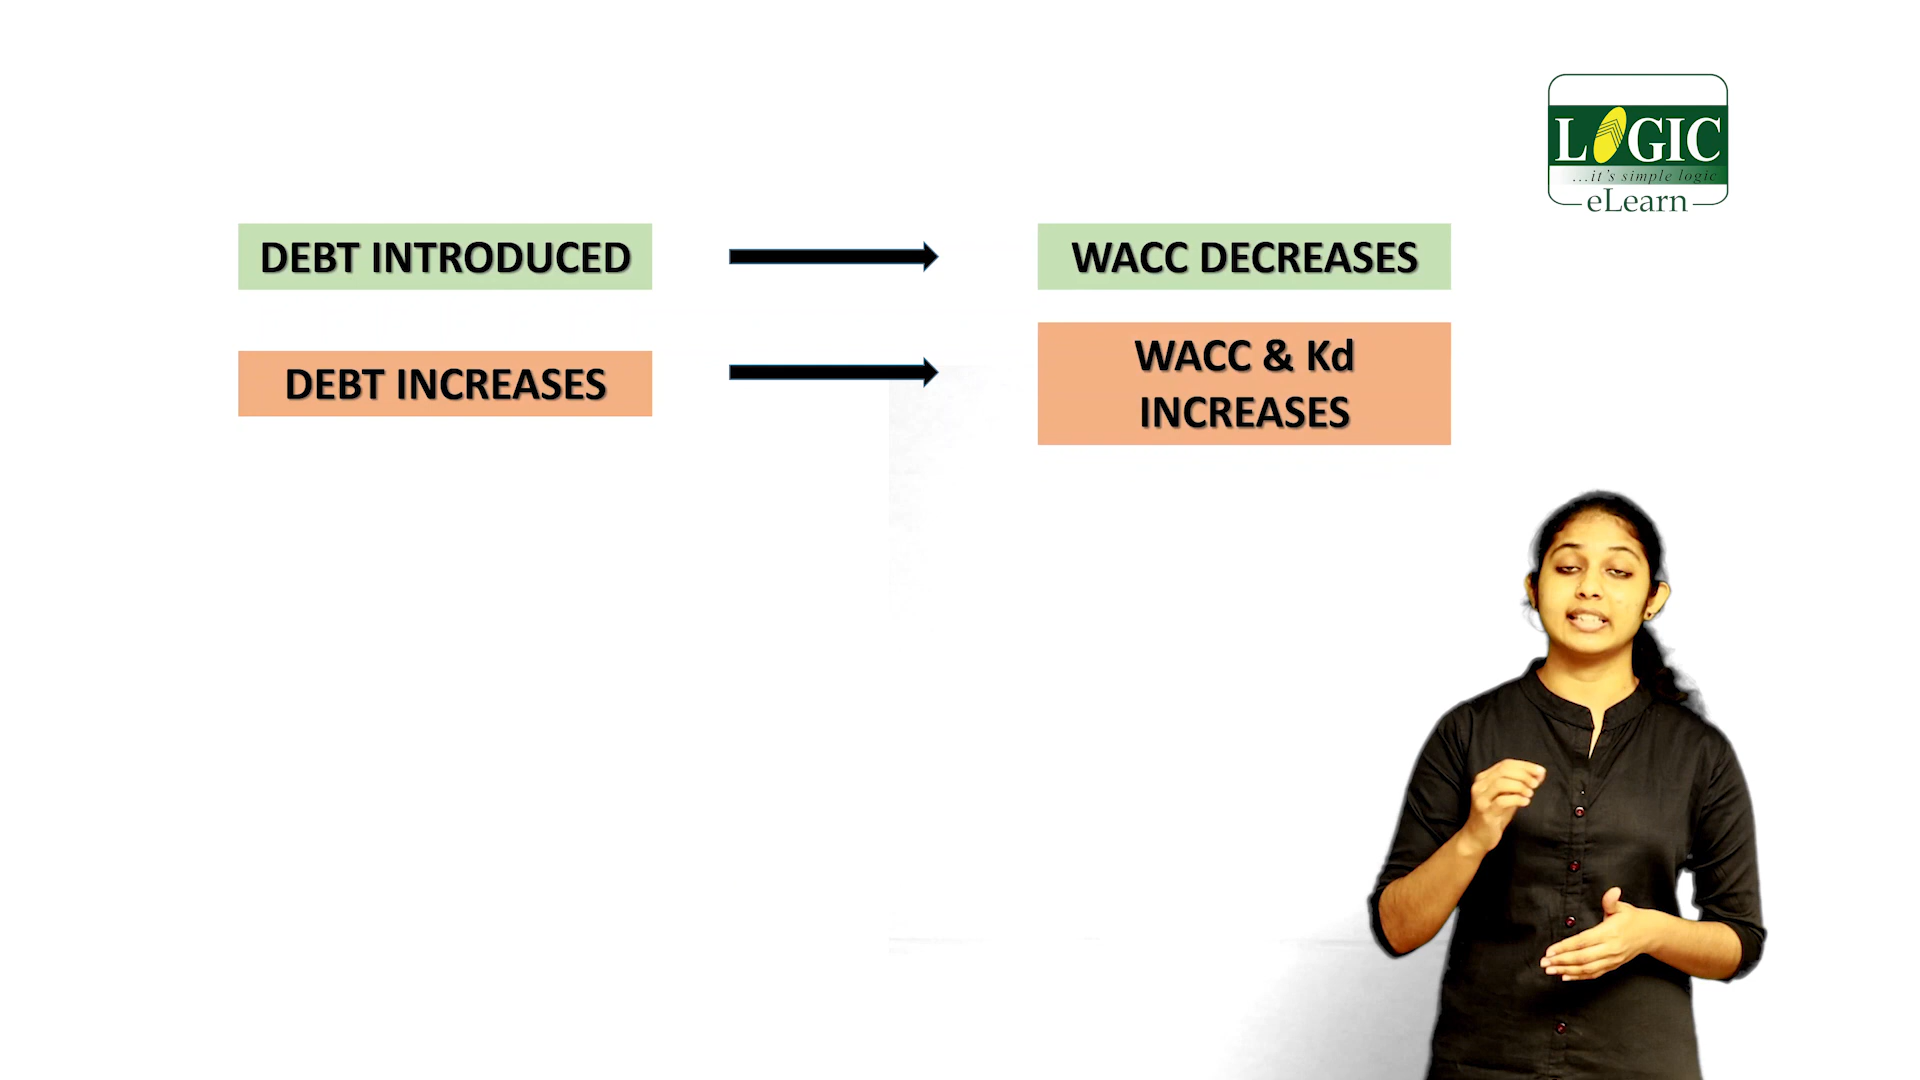 LOGIC
...it's simple logic
eLearn
DEBT INTRODUCED
WACC DECREASES
DEBT INCREASES
WACC & Kd
INCREASES